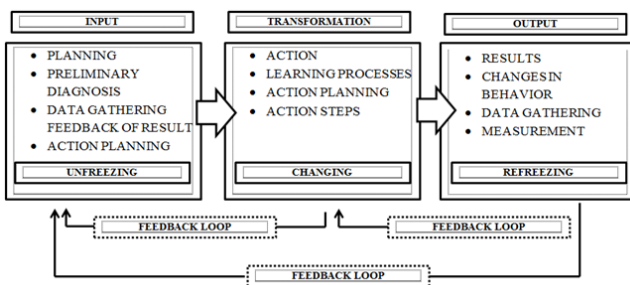 INPUT
TRANSFORMATION
OUTPUT
• PLANNING
• PRELIMINARY
DIAGNOSIS
• DATA GATHERING
FEEDBACK OF RESULT
• ACTION PLANNING
UNFREEZING
• ACTION
• LEARNING PROCESSES
• ACTION PLANNING
• ACTION STEPS
CHANGING
• RESULTS
• CHANGES IN
BEHAVIOR
• DATA GATHERING
• MEASUREMENT
REFREEZING
FEEDBACK LOOP
FEEDBACK LOOP
FEEDBACK LOOP